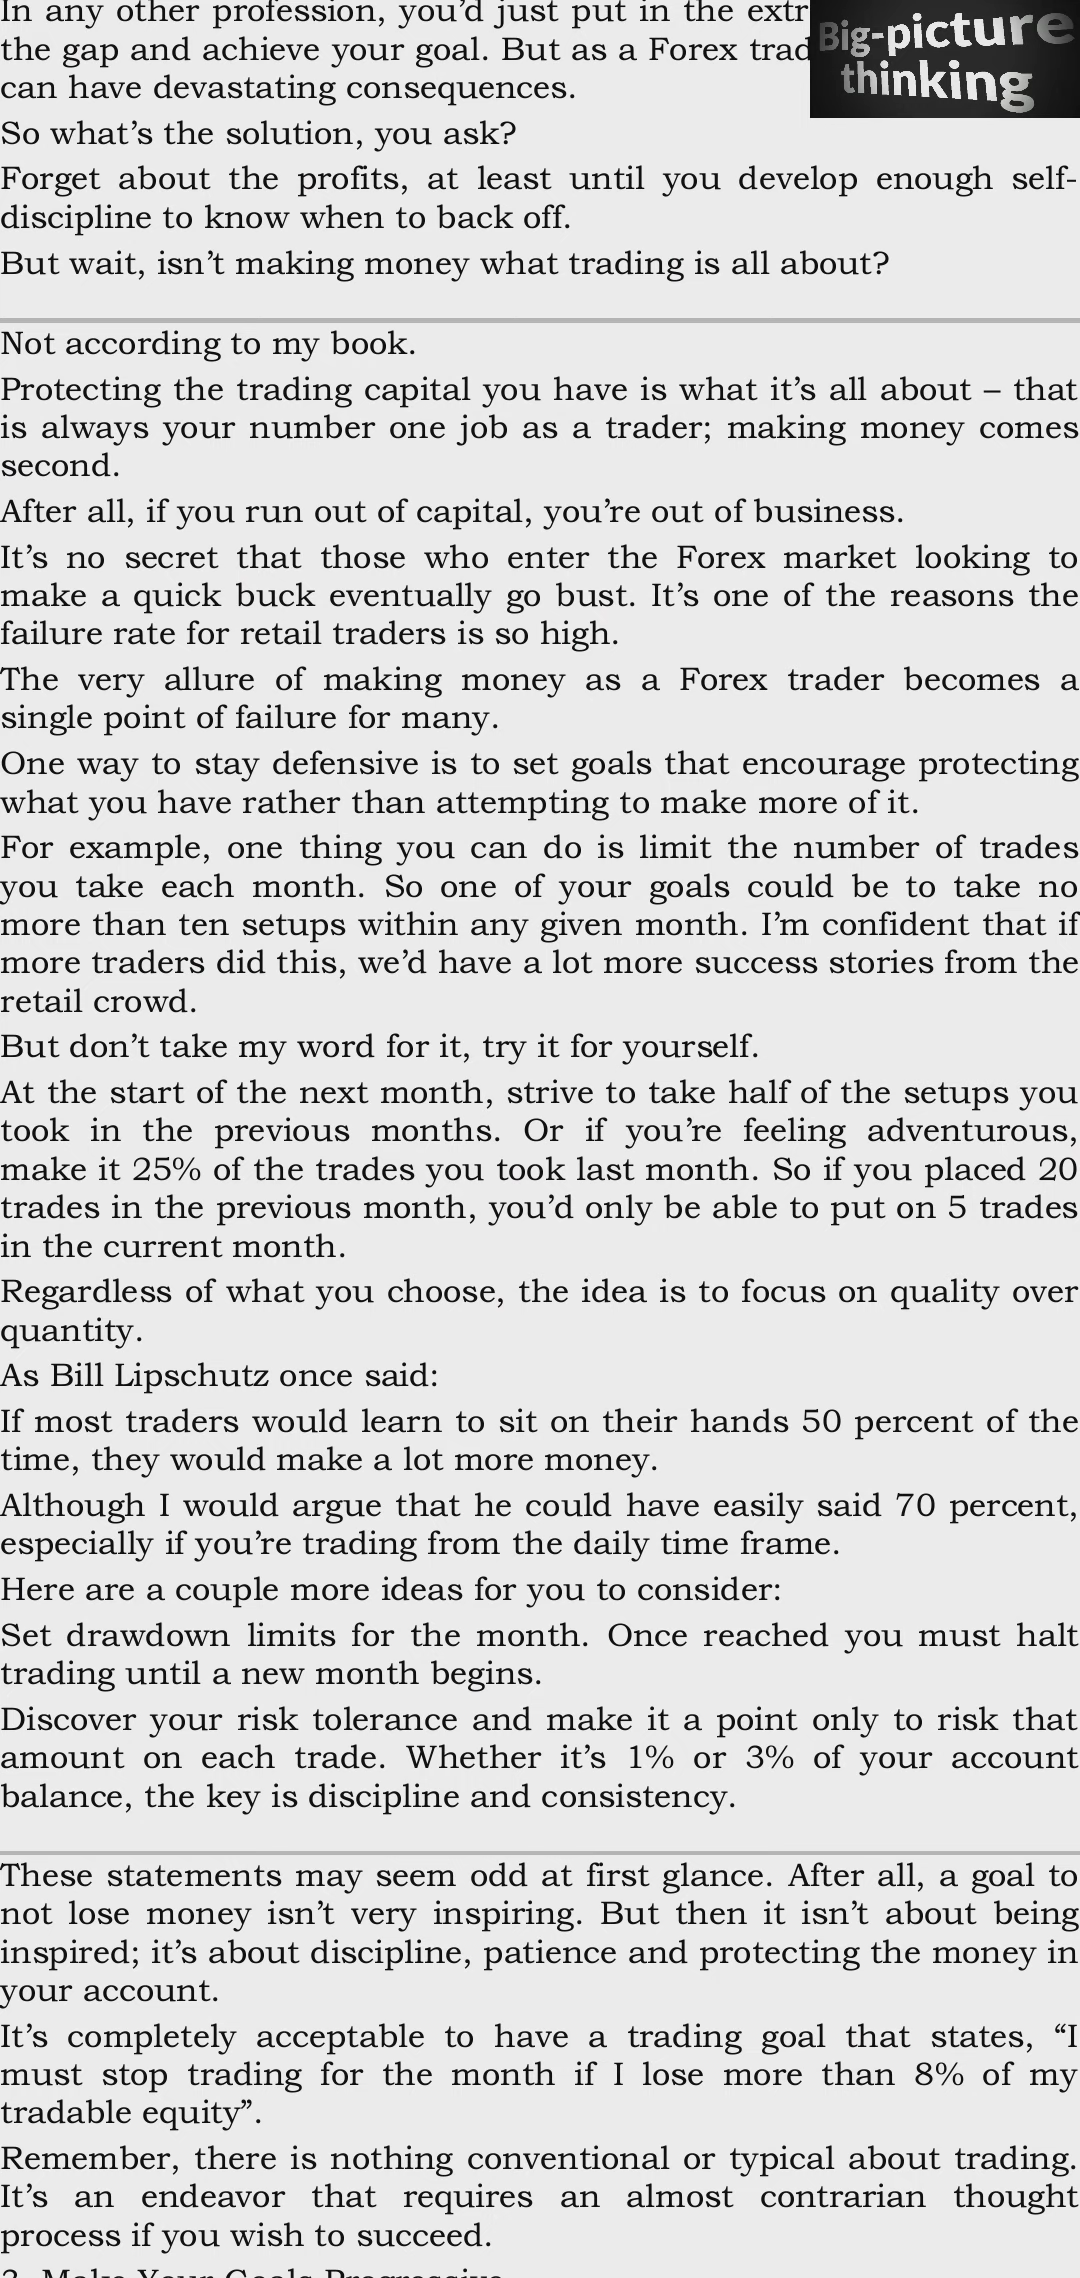 In any other profession, you’d just put in the extr
the gap and achieve your goal. But as a Forex trad
can have devastating consequences.
Big-picture
thinking
So what’s the solution, you ask?
Forget about the profits, at least until you develop enough self-
discipline to know when to back off.
But wait, isn’t making money what trading is all about?
Not according to my book.
Protecting the trading capital you have is what it’s all about – that
is always your number one job as a trader; making money comes
second.
After all, if you run out of capital, you’re out of business.
It’s no secret that those who enter the Forex market looking to
make a quick buck eventually go bust. It’s one of the reasons the
failure rate for retail traders is so high.
The very allure of making money as a Forex trader becomes a
single point of failure for many.
One way to stay defensive is to set goals that encourage protecting
what you have rather than attempting to make more of it.
For example, one thing you can do is limit the number of trades
you take each month. So one of your goals could be to take no
more than ten setups within any given month. I’m confident that if
more traders did this, we’d have a lot more success stories from the
retail crowd.
But don’t take my word for it, try it for yourself.
At the start of the next month, strive to take half of the setups you
took in the previous months. Or if you’re feeling adventurous,
make it 25% of the trades you took last month. So if you placed 20
trades in the previous month, you’d only be able to put on 5 trades
in the current month.
Regardless of what you choose, the idea is to focus on quality over
quantity.
As Bill Lipschutz once said:
If most traders would learn to sit on their hands 50 percent of the
time, they would make a lot more money.
Although I would argue that he could have easily said 70 percent,
especially if you’re trading from the daily time frame.
Here are a couple more ideas for you to consider:
Set drawdown limits for the month. Once reached you must halt
trading until a new month begins.
Discover your risk tolerance and make it a point only to risk that
amount on each trade. Whether it’s 1% or 3% of your account
balance, the key is discipline and consistency.
These statements may seem odd at first glance. After all, a goal to
not lose money isn’t very inspiring. But then it isn’t about being
inspired; it’s about discipline, patience and protecting the money in
your account.
It’s completely acceptable to have a trading goal that states, “I
must stop trading for the month if I lose more than 8% of my
tradable equity”.
Remember, there is nothing conventional or typical about trading.
It’s an endeavor that requires an almost contrarian thought
process if you wish to succeed.
Make Your Goals Progressive